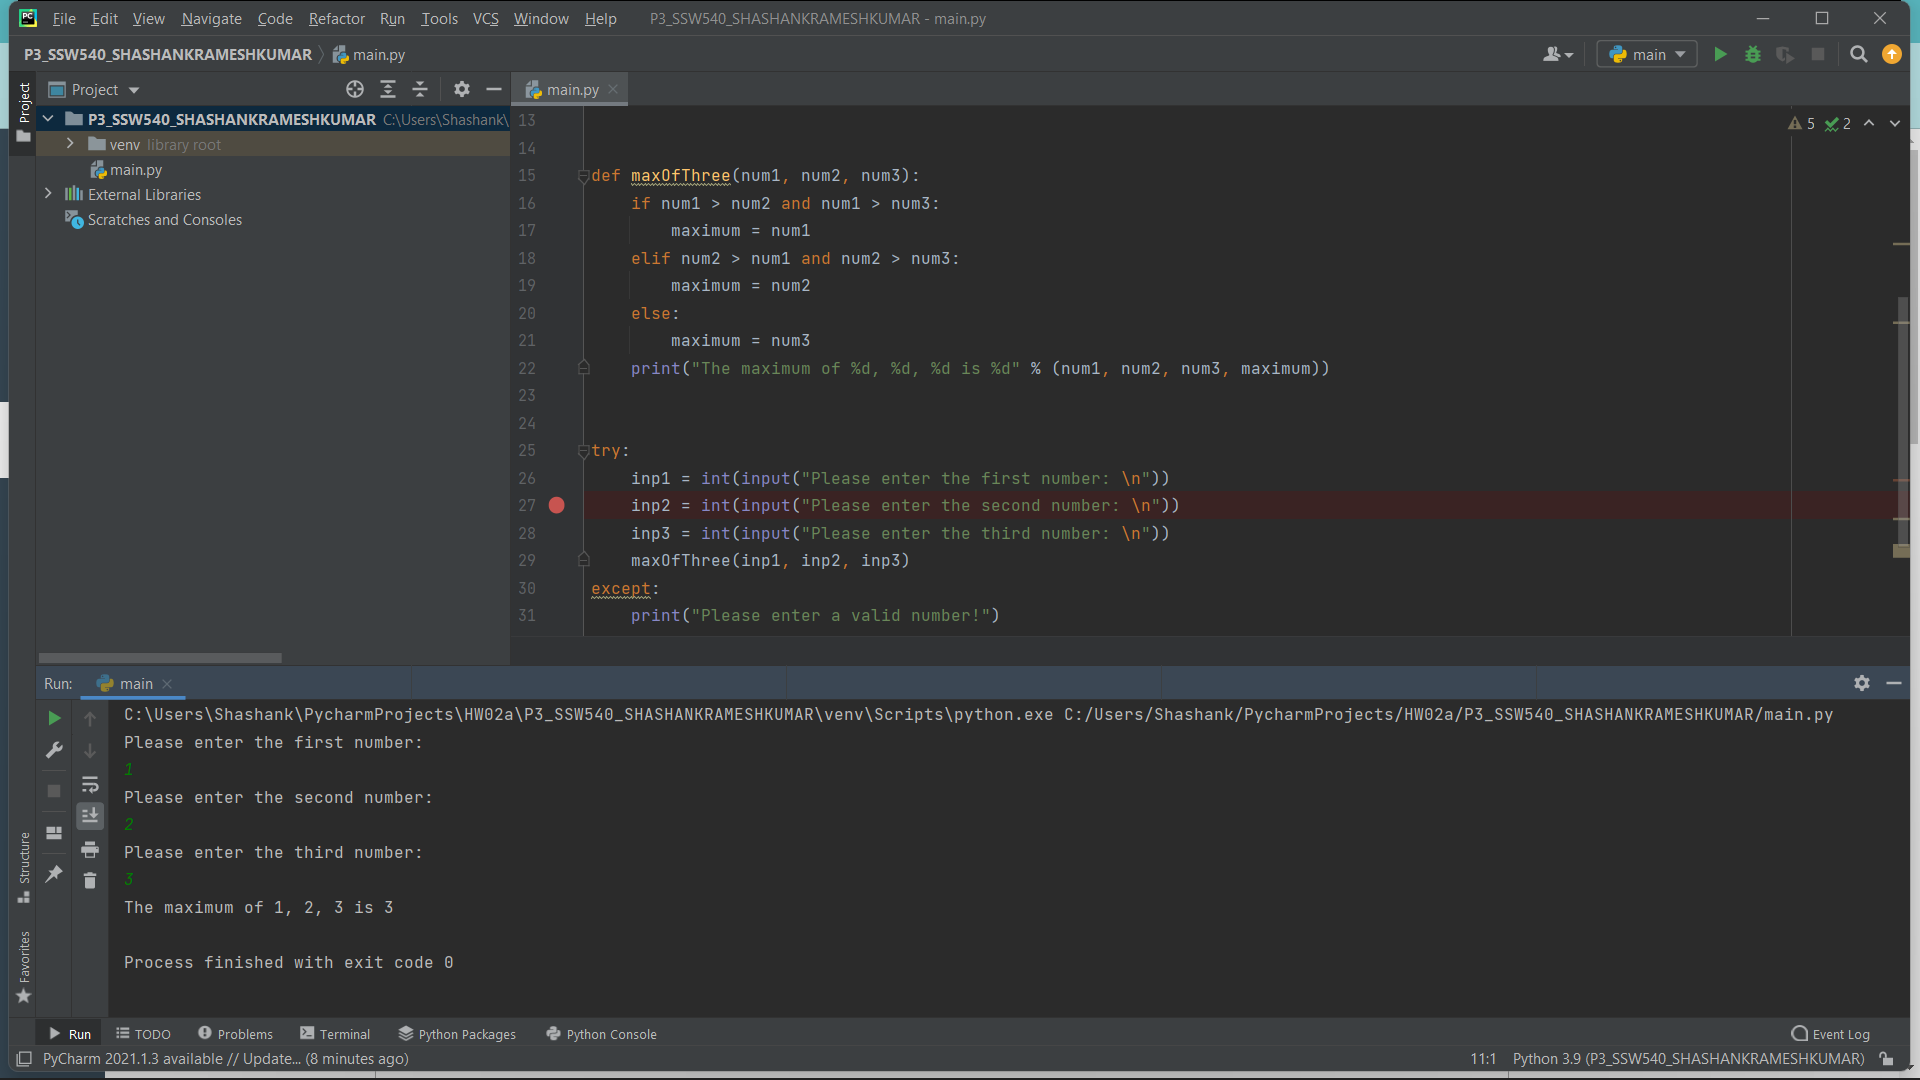 PC File Edit View Navigate Code Refactor Run Tools VCS Window Help P3_SSW540_SHASHANKRAMESHKUMAR - main.py
P3_SSW540_SHASHANKRAMESHKUMAR main.py main
Project
Project main.py
P3_SSW540_SHASHANKRAMESHKUMAR C:\Users\Shashank\
venv library root
main.py
External Libraries
Scratches and Consoles
5 2
13
14
15 def maxOfThree(num1, num2, num3):
16     if num1 > num2 and num1 > num3:
17         maximum = num1
18     elif num2 > num1 and num2 > num3:
19         maximum = num2
20     else:
21         maximum = num3
22     print("The maximum of %d, %d, %d is %d" % (num1, num2, num3, maximum))
23
24
25 try:
26     inp1 = int(input("Please enter the first number: \n"))
27     inp2 = int(input("Please enter the second number: \n"))
28     inp3 = int(input("Please enter the third number: \n"))
29     maxOfThree(inp1, inp2, inp3)
30 except:
31     print("Please enter a valid number!")
Run: main
C:\Users\Shashank\PycharmProjects\HW02a\P3_SSW540_SHASHANKRAMESHKUMAR\venv\Scripts\python.exe C:/Users/Shashank/PycharmProjects/HW02a/P3_SSW540_SHASHANKRAMESHKUMAR/main.py
Please enter the first number:
1
Please enter the second number:
2
Please enter the third number:
3
The maximum of 1, 2, 3 is 3
Process finished with exit code 0
Structure
Favorites
Run TODO Problems Terminal Python Packages Python Console Event Log
PyCharm 2021.1.3 available // Update... (8 minutes ago) 11:1 Python 3.9 (P3_SSW540_SHASHANKRAMESHKUMAR)